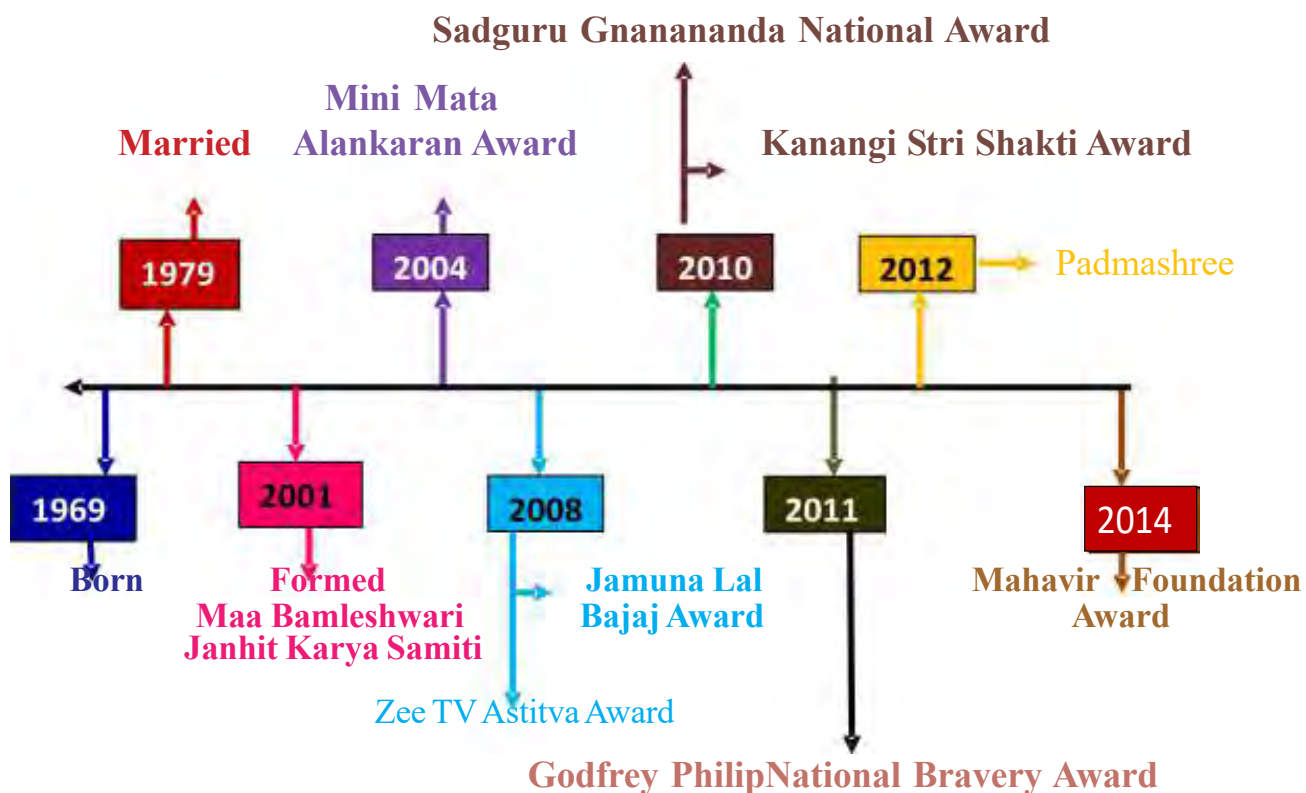 Sadguru Gnanananda National Award
Mini Mata
Married
Alankaran Award
Kanangi Stri Shakti Award
1979
2004
2010
2012
Padmashree
1969
2001
2008
2011
2014
Born
Formed
Maa Bamleshwari
Janhit Karya Samiti
Jamuna Lal
Bajaj Award
Mahavir Foundation
Award
Zee TV Astitva Award
Godfrey PhilipNational Bravery Award